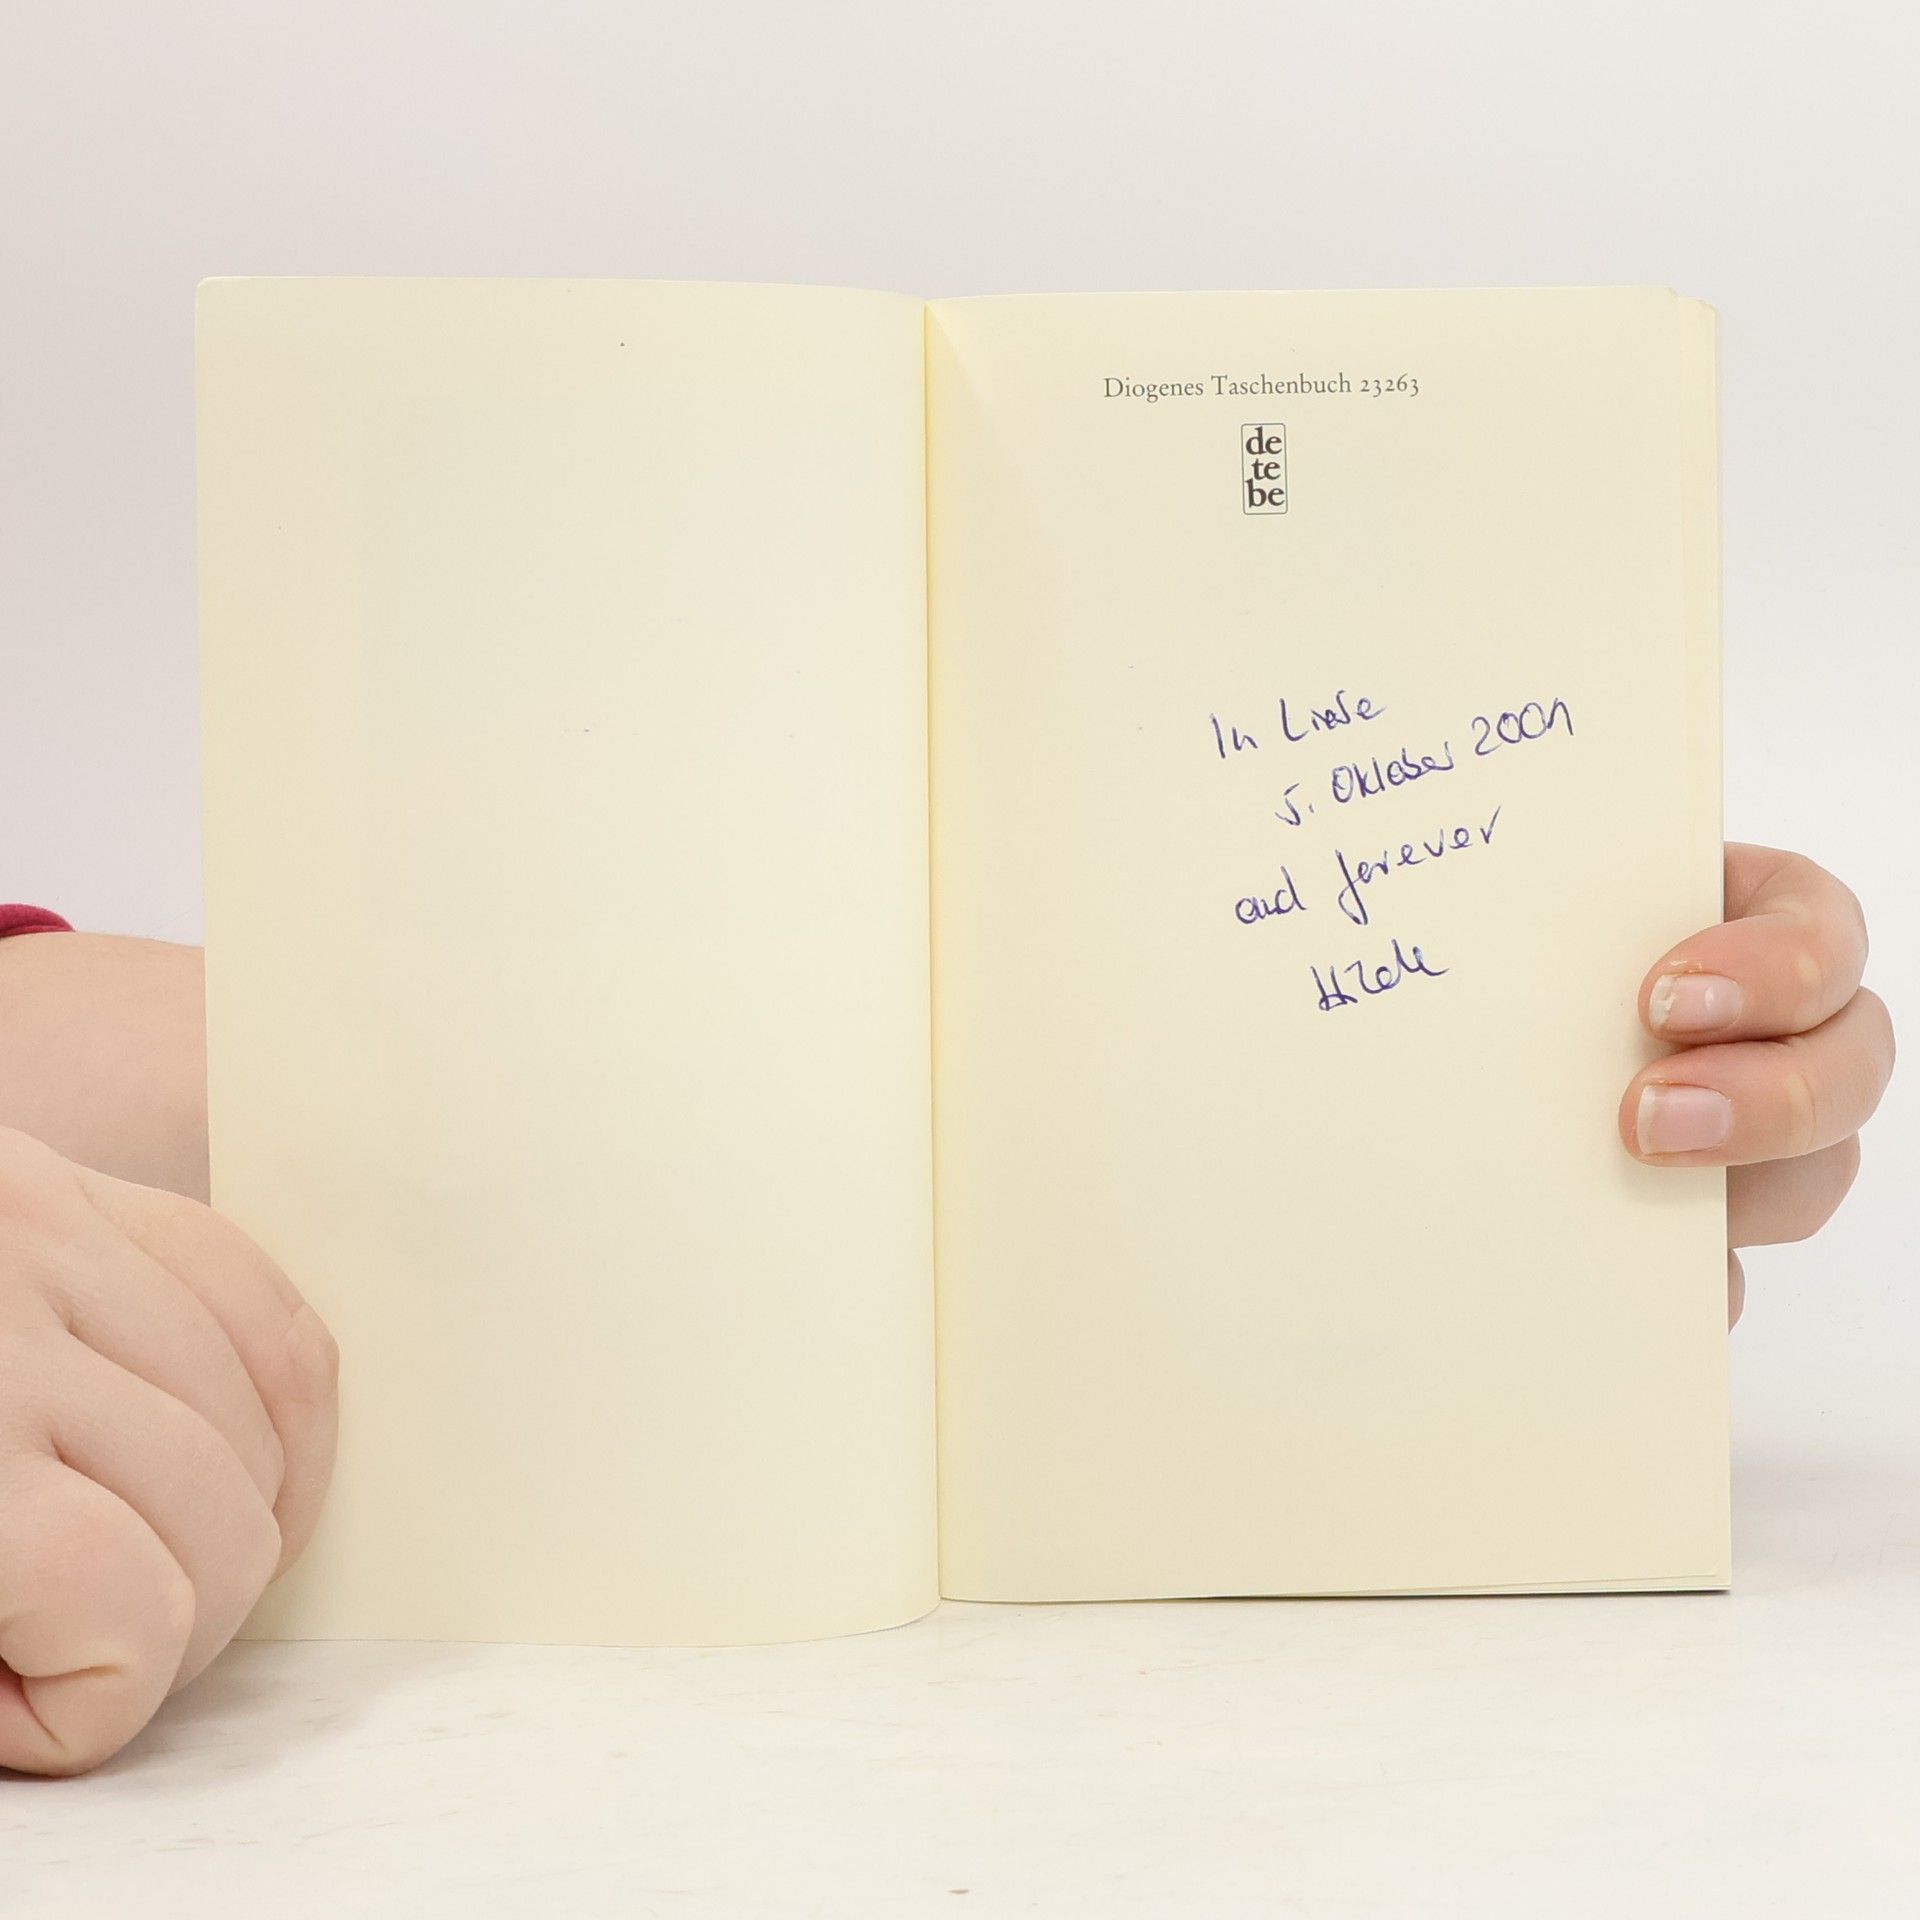 Diogenes Taschenbuch 23263
de
te
be
In Liebe
5. Oktober 2001
and forever